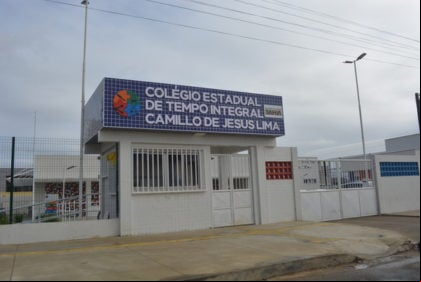 COLÉGIO ESTADUAL
DE TEMPO INTEGRAL
CAMILLO DE JESUS LIMA